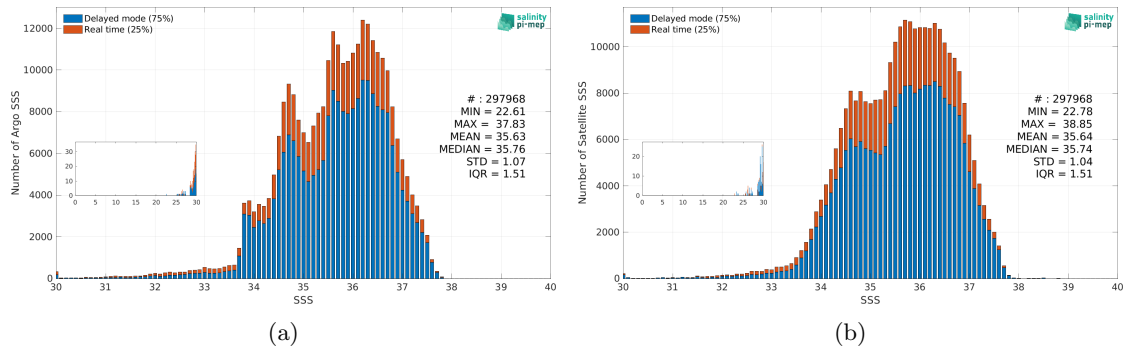 Delayed mode (75%)
Real time (25%)
salinity
pi-mep
12000
10000
8000
6000
4000
2000
0
Number of Argo SSS
# : 297968
MIN = 22.61
MAX = 37.83
MEAN = 35.63
MEDIAN = 35.76
STD = 1.07
IQR = 1.51
30
20
10
0
0 5 10 15 20 25 30
30 31 32 33 34 35 36 37 38 39 40
SSS
(a)
Delayed mode (75%)
Real time (25%)
salinity
pi-mep
10000
8000
6000
4000
2000
0
Number of Satellite SSS
# : 297968
MIN = 22.78
MAX = 38.85
MEAN = 35.64
MEDIAN = 35.74
STD = 1.04
IQR = 1.51
20
10
0
0 5 10 15 20 25 30
30 31 32 33 34 35 36 37 38 39 40
SSS
(b)